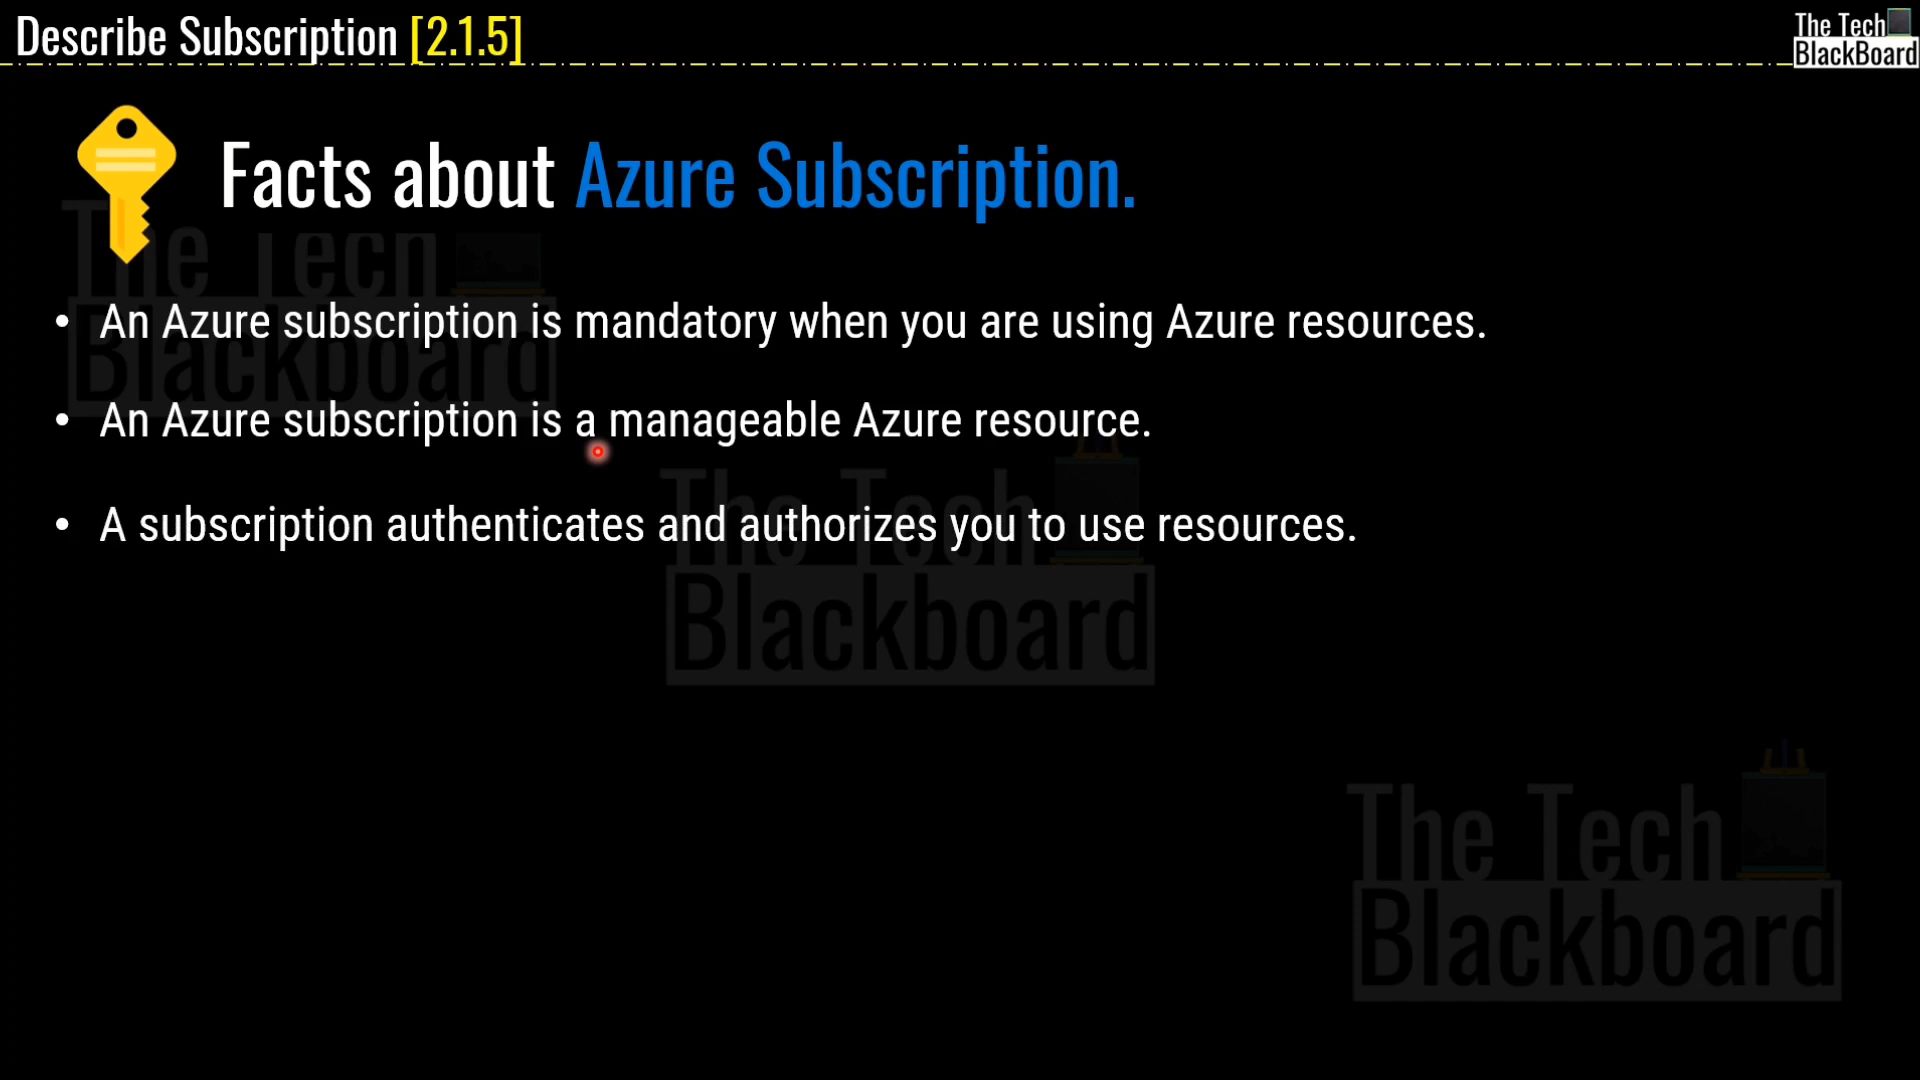 Describe Subscription [2.1.5]
The Tech
BlackBoard
Facts about Azure Subscription.
• An Azure subscription is mandatory when you are using Azure resources.
• An Azure subscription is a manageable Azure resource.
• A subscription authenticates and authorizes you to use resources.
The Tech
Blackboard
The Tech
Blackboard
The Tech
Blackboard